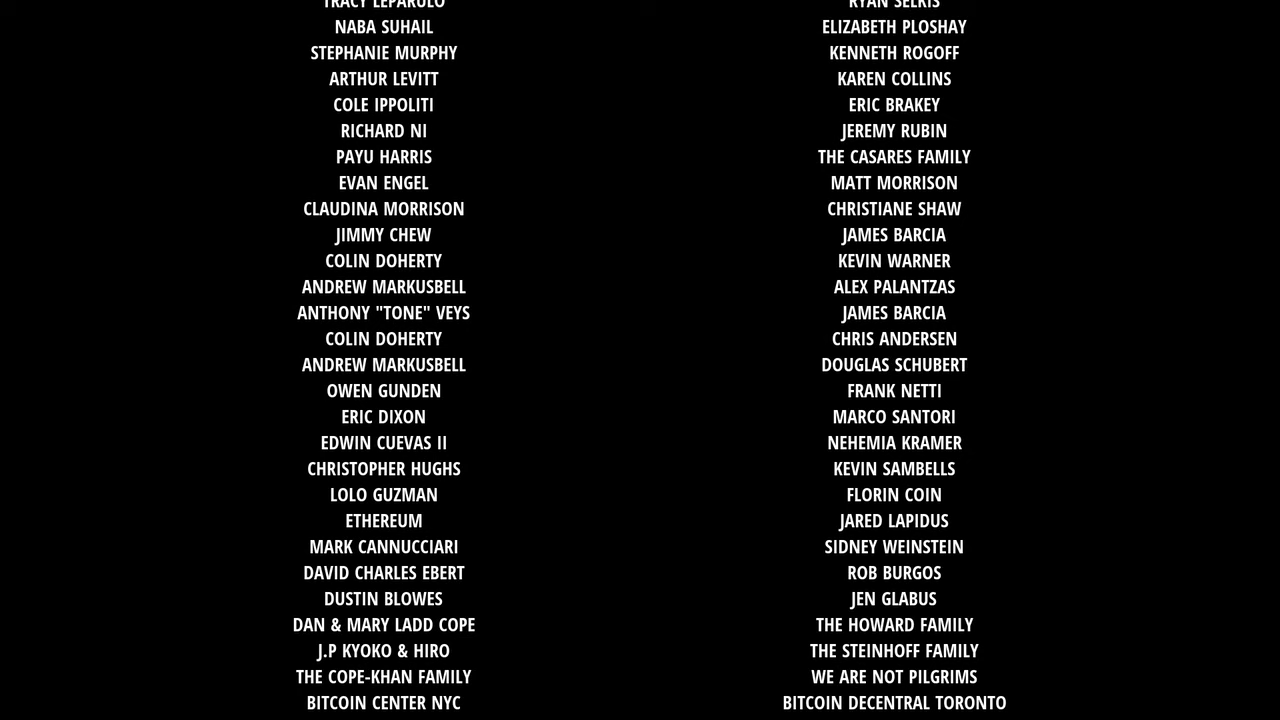 TRACY LEPARULO
NABA SUHAIL
STEPHANIE MURPHY
ARTHUR LEVITT
COLE IPPOLITI
RICHARD NI
PAYU HARRIS
EVAN ENGEL
CLAUDINA MORRISON
JIMMY CHEW
COLIN DOHERTY
ANDREW MARKUSBELL
ANTHONY "TONE" VEYS
COLIN DOHERTY
ANDREW MARKUSBELL
OWEN GUNDEN
ERIC DIXON
EDWIN CUEVAS II
CHRISTOPHER HUGHS
LOLO GUZMAN
ETHEREUM
MARK CANNUCCIARI
DAVID CHARLES EBERT
DUSTIN BLOWES
DAN & MARY LADD COPE
J.P KYOKO & HIRO
THE COPE-KHAN FAMILY
BITCOIN CENTER NYC
RYAN SELKIS
ELIZABETH PLOSHAY
KENNETH ROGOFF
KAREN COLLINS
ERIC BRAKEY
JEREMY RUBIN
THE CASARES FAMILY
MATT MORRISON
CHRISTIANE SHAW
JAMES BARCIA
KEVIN WARNER
ALEX PALANTZAS
JAMES BARCIA
CHRIS ANDERSEN
DOUGLAS SCHUBERT
FRANK NETTI
MARCO SANTORI
NEHEMIA KRAMER
KEVIN SAMBELLS
FLORIN COIN
JARED LAPIDUS
SIDNEY WEINSTEIN
ROB BURGOS
JEN GLABUS
THE HOWARD FAMILY
THE STEINHOFF FAMILY
WE ARE NOT PILGRIMS
BITCOIN DECENTRAL TORONTO